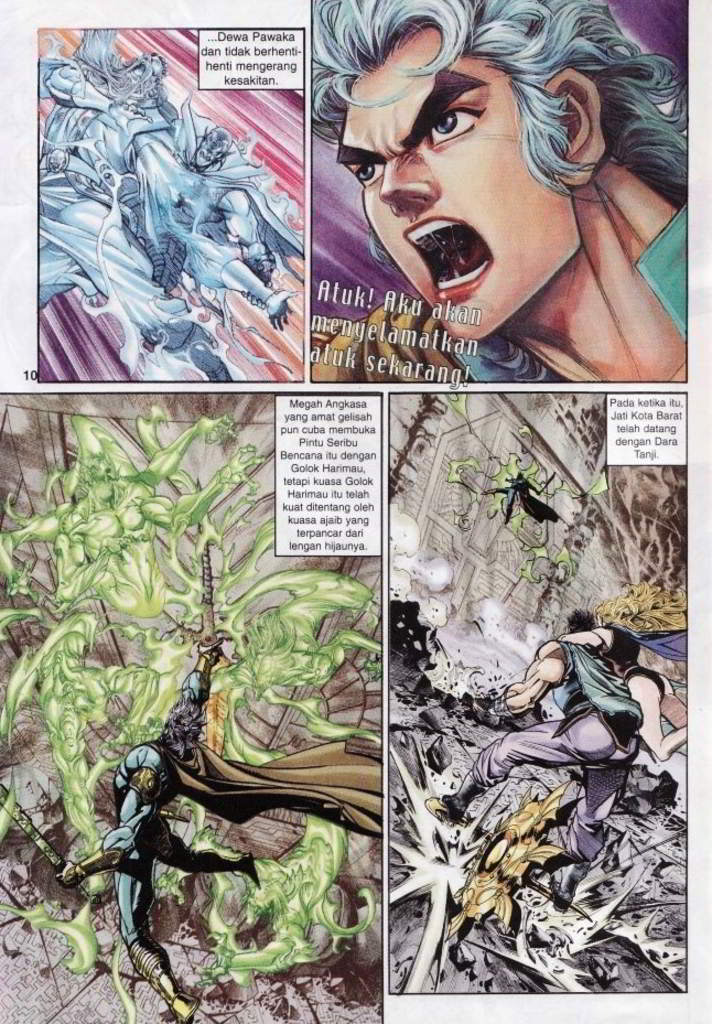 ...Dewa Pawaka
dan tidak berhenti-
henti mengerang
kesakitan.
Atuk! Aku akan
menyelamatkan
atuk sekarang!
10
Megah Angkasa
yang amat gelisah
pun cuba membuka
Pintu Seribu
Bencana itu dengan
Golok Harimau,
tetapi kuasa Golok
Harimau itu telah
kuat ditentang oleh
kuasa ajaib yang
terpancar dari
lengan hijaunya.
Pada ketika itu,
Jati Kota Barat
telah datang
dengan Dara
Tanji.